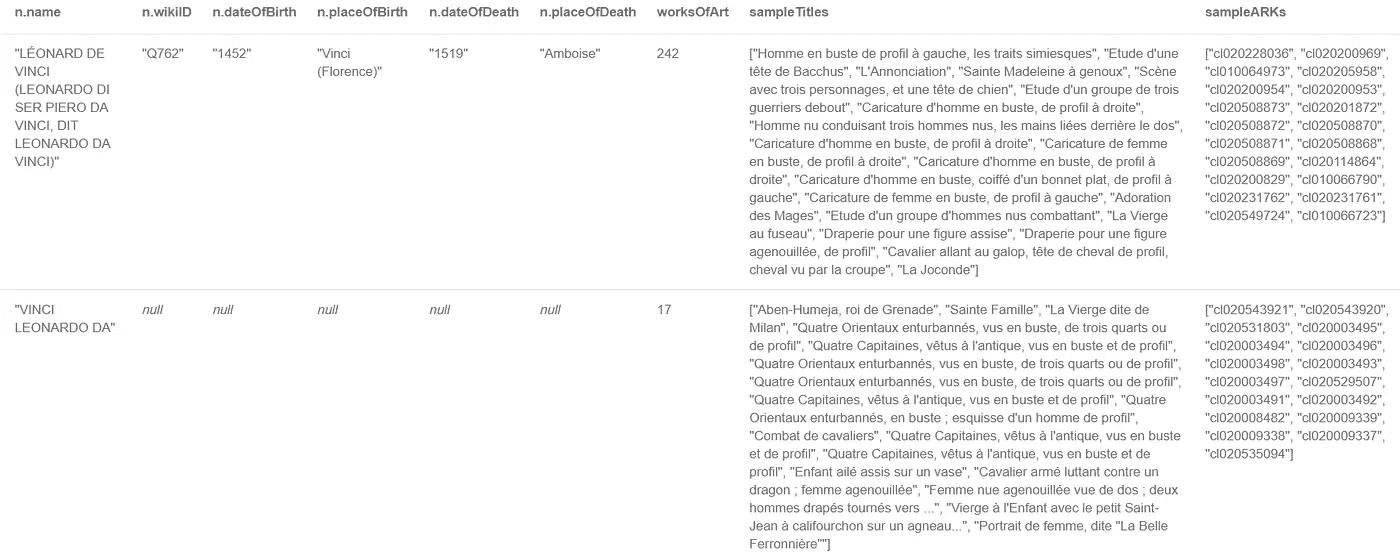 n.name n.wikiID n.dateOfBirth n.placeOfBirth n.dateOfDeath n.placeOfDeath worksOfArt sampleTitles sampleARKs
"LÉONARD DE
VINCI
(LEONARDO DI
SER PIERO DA
VINCI, DIT
LEONARDO DA
VINCI)"
"Q762"
"1452"
"Vinci
(Florence)"
"1519"
"Amboise"
242
["Homme en buste de profil à gauche, les traits simiesques", "Etude d'une
tête de Bacchus", "L'Annonciation", "Sainte Madeleine à genoux", "Scène
avec trois personnages, et une tête de chien", "Etude d'un groupe de trois
guerriers debout", "Caricature d'homme en buste, de profil à droite",
"Homme nu conduisant trois hommes nus, les mains liées derrière le dos",
"Caricature d'homme en buste, de profil à droite", "Caricature de femme
en buste, de profil à droite", "Caricature d'homme en buste, de profil à
droite", "Caricature d'homme en buste, coiffé d'un bonnet plat, de profil à
gauche", "Caricature de femme en buste, de profil à gauche", "Adoration
des Mages", "Etude d'un groupe d'hommes nus combattant", "La Vierge
au fuseau", "Draperie pour une figure assise", "Draperie pour une figure
agenouillée, de profil", "Cavalier allant au galop, tête de cheval de profil,
cheval vu par la croupe", "La Joconde"]
["cl020228036", "cl020200969",
"cl010064973", "cl020205958",
"cl020200954", "cl020200953",
"cl020508873", "cl020201872",
"cl020508872", "cl020508870",
"cl020508871", "cl020508868",
"cl020508869", "cl020114864",
"cl020200829", "cl010066790",
"cl020231762", "cl020231761",
"cl020549724", "cl010066723"]
"VINCI
LEONARDO DA"
null
null
null
null
null
17
["Aben-Humeja, roi de Grenade", "Sainte Famille", "La Vierge dite de
Milan", "Quatre Orientaux enturbannés, vus en buste, de trois quarts ou
de profil", "Quatre Capitaines, vêtus à l'antique, vus en buste et de profil",
"Quatre Orientaux enturbannés, vus en buste, de trois quarts ou de profil",
"Quatre Orientaux enturbannés, vus en buste, de trois quarts ou de profil",
"Quatre Capitaines, vêtus à l'antique, vus en buste et de profil", "Quatre
Orientaux enturbannés, en buste ; esquisse d'un homme de profil",
"Combat de cavaliers", "Quatre Capitaines, vêtus à l'antique, vus en buste
et de profil", "Quatre Capitaines, vêtus à l'antique, vus en buste et de
profil", "Enfant ailé assis sur un vase", "Cavalier armé luttant contre un
dragon ; femme agenouillée", "Femme nue agenouillée vue de dos ; deux
hommes drapés tournés vers ...", "Vierge à l'Enfant avec le petit Saint-
Jean à califourchon sur un agneau...", "Portrait de femme, dite "La Belle
Ferronnière""]
["cl020543921", "cl020543920",
"cl020531803", "cl020003495",
"cl020003494", "cl020003496",
"cl020003498", "cl020003493",
"cl020003497", "cl020529507",
"cl020003491", "cl020003492",
"cl020008482", "cl020009339",
"cl020009338", "cl020009337",
"cl020535094"]